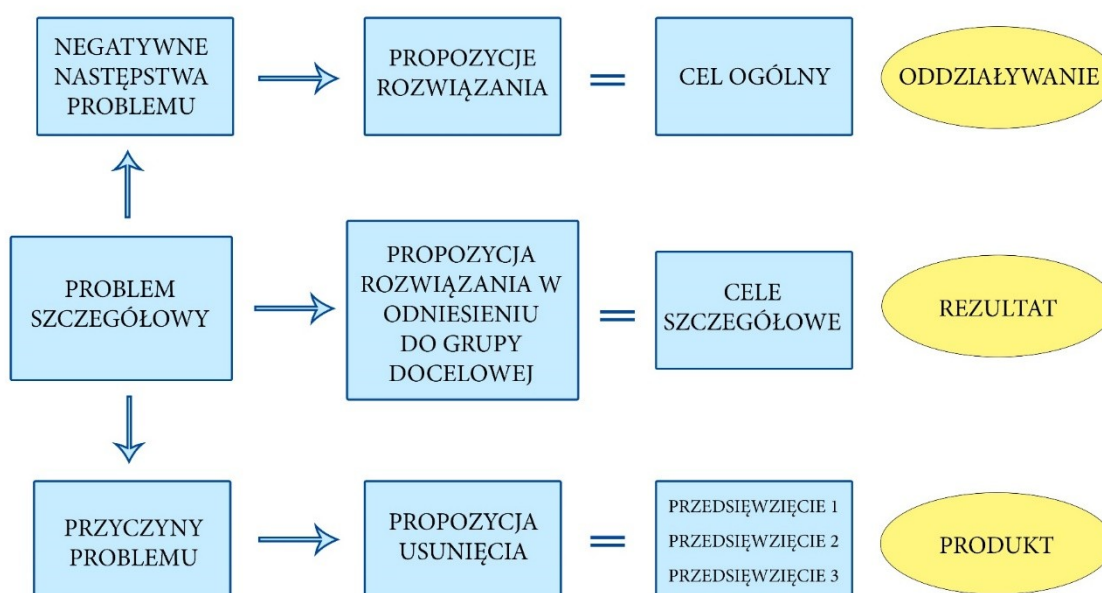 NEGATYWNE
NASTĘPSTWA
PROBLEMU
PROPOZYCJE
ROZWIĄZANIA
=
CEL OGÓLNY
ODDZIAŁYWANIE
PROBLEM
SZCZEGÓŁOWY
PROPOZYCJA
ROZWIĄZANIA W
ODNIESIENIU
DO GRUPY
DOCELOWEJ
=
CELE
SZCZEGÓŁOWE
REZULTAT
PRZYCZYNY
PROBLEMU
PROPOZYCJA
USUNIĘCIA
=
PRZEDSIĘWZIĘCIE 1
PRZEDSIĘWZIĘCIE 2
PRZEDSIĘWZIĘCIE 3
PRODUKT